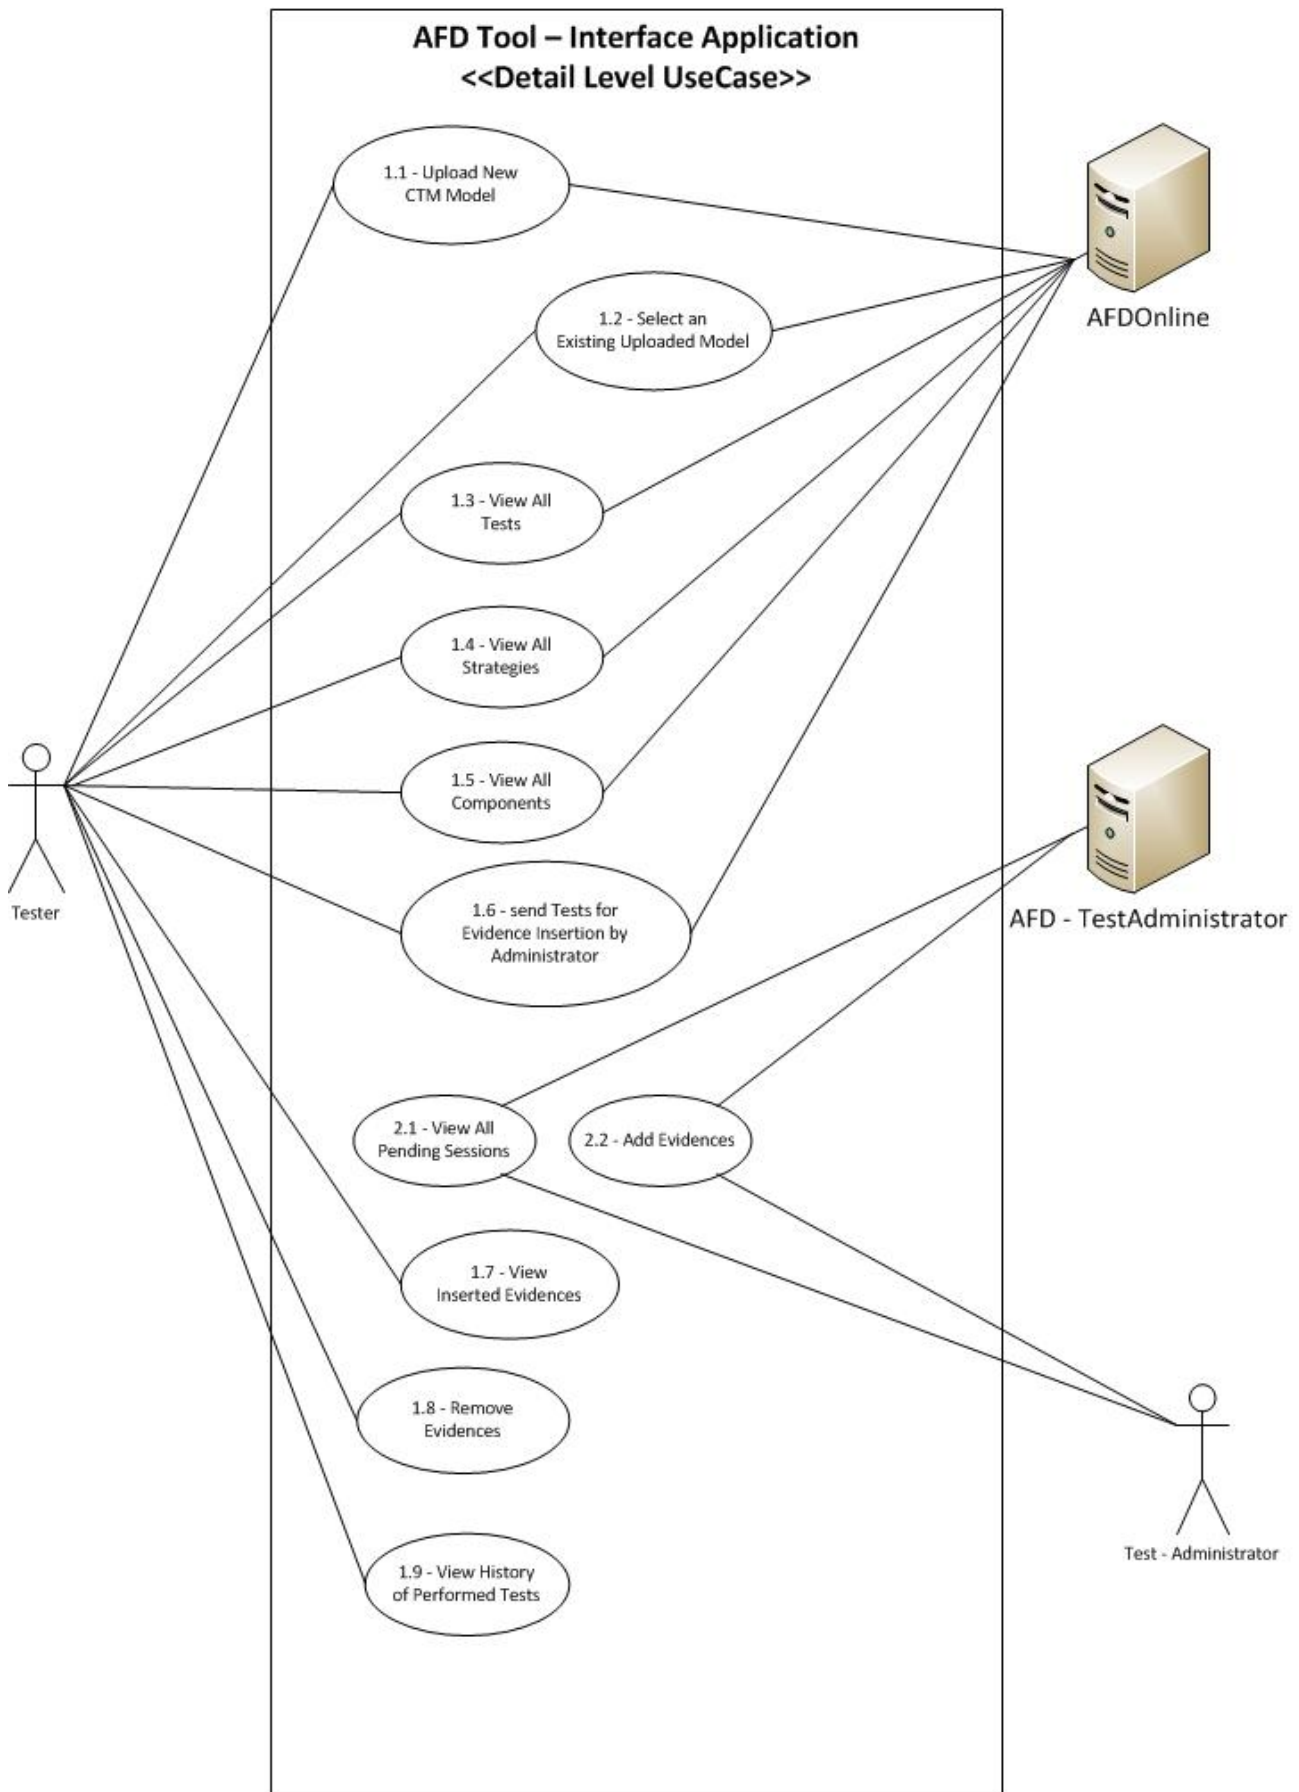 AFD Tool – Interface Application
<<Detail Level UseCase>>
1.1 - Upload New
CTM Model
1.2 - Select an
Existing Uploaded Model
AFDOnline
1.3 - View All
Tests
1.4 - View All
Strategies
1.5 - View All
Components
Tester
1.6 - send Tests for
Evidence Insertion by
Administrator
AFD - TestAdministrator
2.1 - View All
Pending Sessions
2.2 - Add Evidences
1.7 - View
Inserted Evidences
1.8 - Remove
Evidences
Test - Administrator
1.9 - View History
of Performed Tests